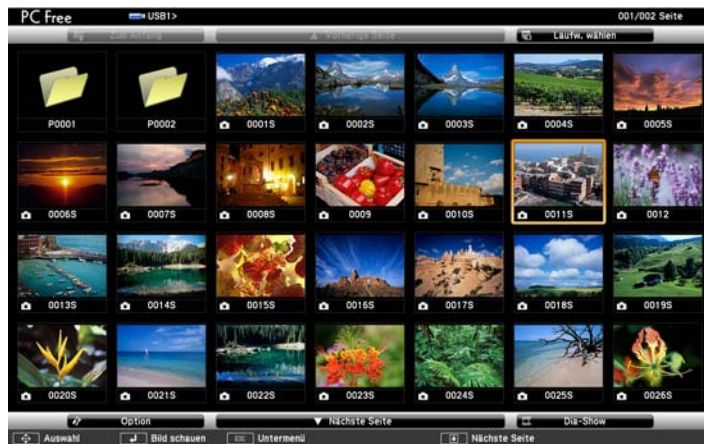 PC Free USB1> 001/002 Seite
Zum Anfang ▲ Vorherige Seite Laufw. wählen
P0001 P0002 0001S 0002S 0003S 0004S 0005S
0006S 0007S 0008S 0009 0010S 0011S 0012
0013S 0014S 0015S 0016S 0017S 0018S 0019S
0020S 0021S 0022S 0023S 0024S 0025S 0026S
Option ▼ Nächste Seite Dia-Show
Auswahl Bild schauen Esc Untermenü Nächste Seite